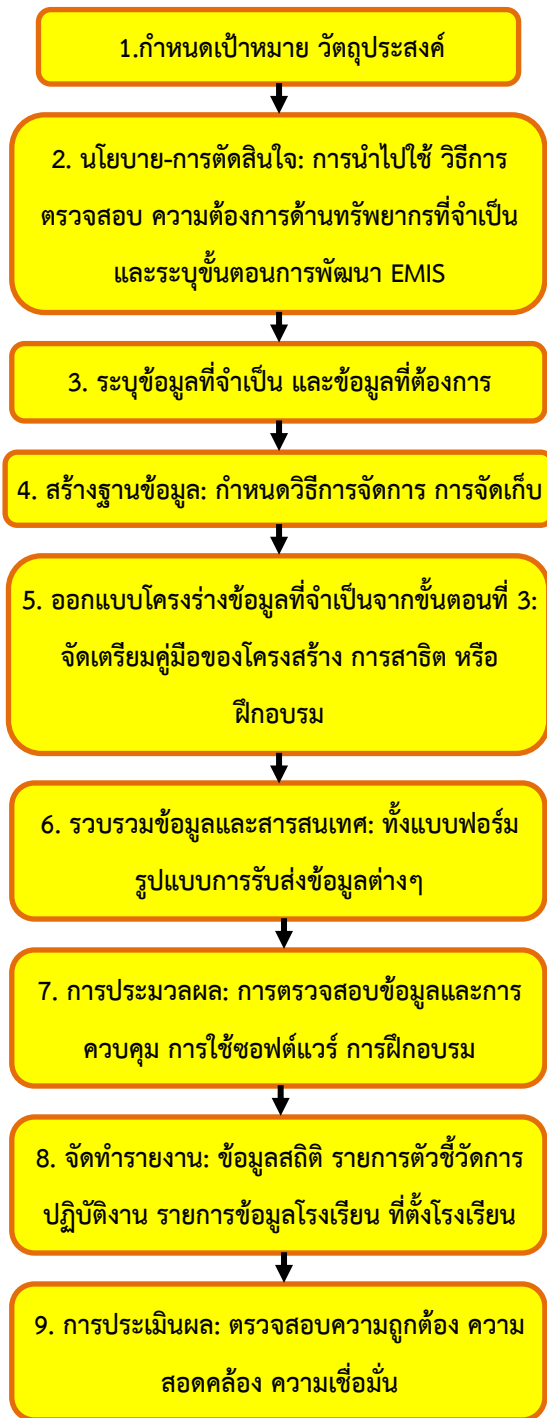 1.กำหนดเป้าหมาย วัตถุประสงค์
2. นโยบาย-การตัดสินใจ: การนำไปใช้ วิธีการ
ตรวจสอบ ความต้องการด้านทรัพยากรที่จำเป็น
และระบุขั้นตอนการพัฒนา EMIS
3. ระบุข้อมูลที่จำเป็น และข้อมูลที่ต้องการ
4. สร้างฐานข้อมูล: กำหนดวิธีการจัดการ การจัดเก็บ
5. ออกแบบโครงร่างข้อมูลที่จำเป็นจากขั้นตอนที่ 3:
จัดเตรียมคู่มือของโครงสร้าง การสาธิต หรือ
ฝึกอบรม
6. รวบรวมข้อมูลและสารสนเทศ: ทั้งแบบฟอร์ม
รูปแบบการรับส่งข้อมูลต่างๆ
7. การประมวลผล: การตรวจสอบข้อมูลและการ
ควบคุม การใช้ซอฟต์แวร์ การฝึกอบรม
8. จัดทำรายงาน: ข้อมูลสถิติ รายการตัวชี้วัดการ
ปฏิบัติงาน รายการข้อมูลโรงเรียน ที่ตั้งโรงเรียน
9. การประเมินผล: ตรวจสอบความถูกต้อง ความ
สอดคล้อง ความเชื่อมั่น